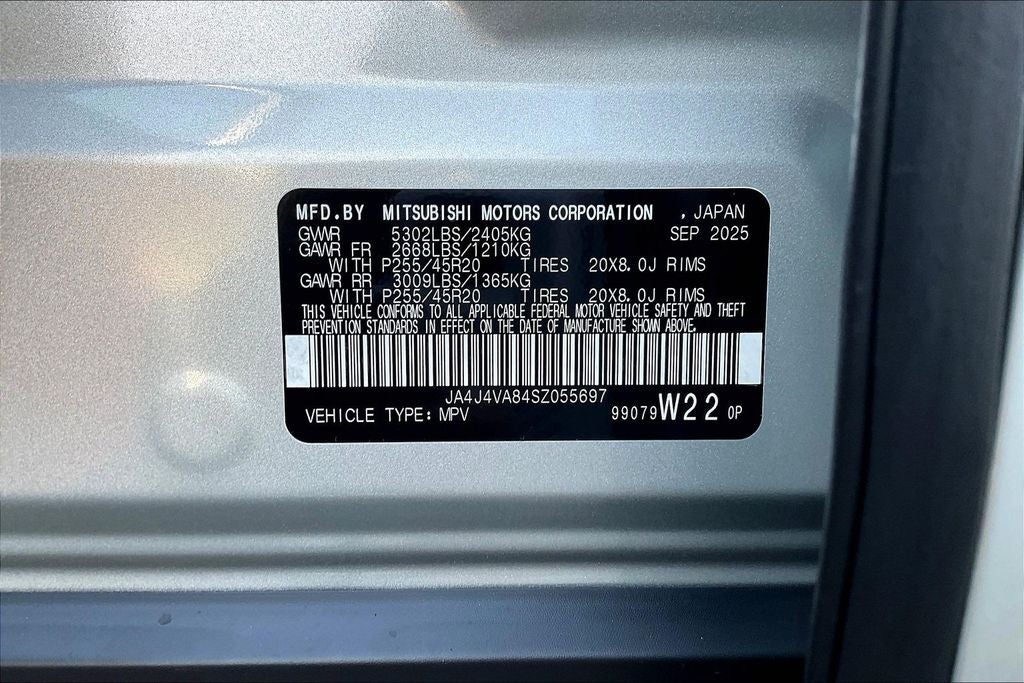 MFD.BY MITSUBISHI MOTORS CORPORATION , JAPAN
GVWR 5302LBS/2405KG SEP 2025
GAWR FR 2668LBS/1210KG
WITH P255/45R20 TIRES 20X8.0J RIMS
GAWR RR 3009LBS/1365KG
WITH P255/45R20 TIRES 20X8.0J RIMS
THIS VEHICLE CONFORMS TO ALL APPLICABLE FEDERAL MOTOR VEHICLE SAFETY AND THEFT
PREVENTION STANDARDS IN EFFECT ON THE DATE OF MANUFACTURE SHOWN ABOVE.
JA4J4VA84SZ055697
VEHICLE TYPE: MPV 99079 W22 0P